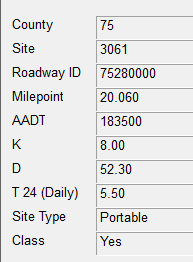 County 75
Site 3061
Roadway ID 75280000
Milepoint 20.060
AADT 183500
K 8.00
D 52.30
T 24 (Daily) 5.50
Site Type Portable
Class Yes